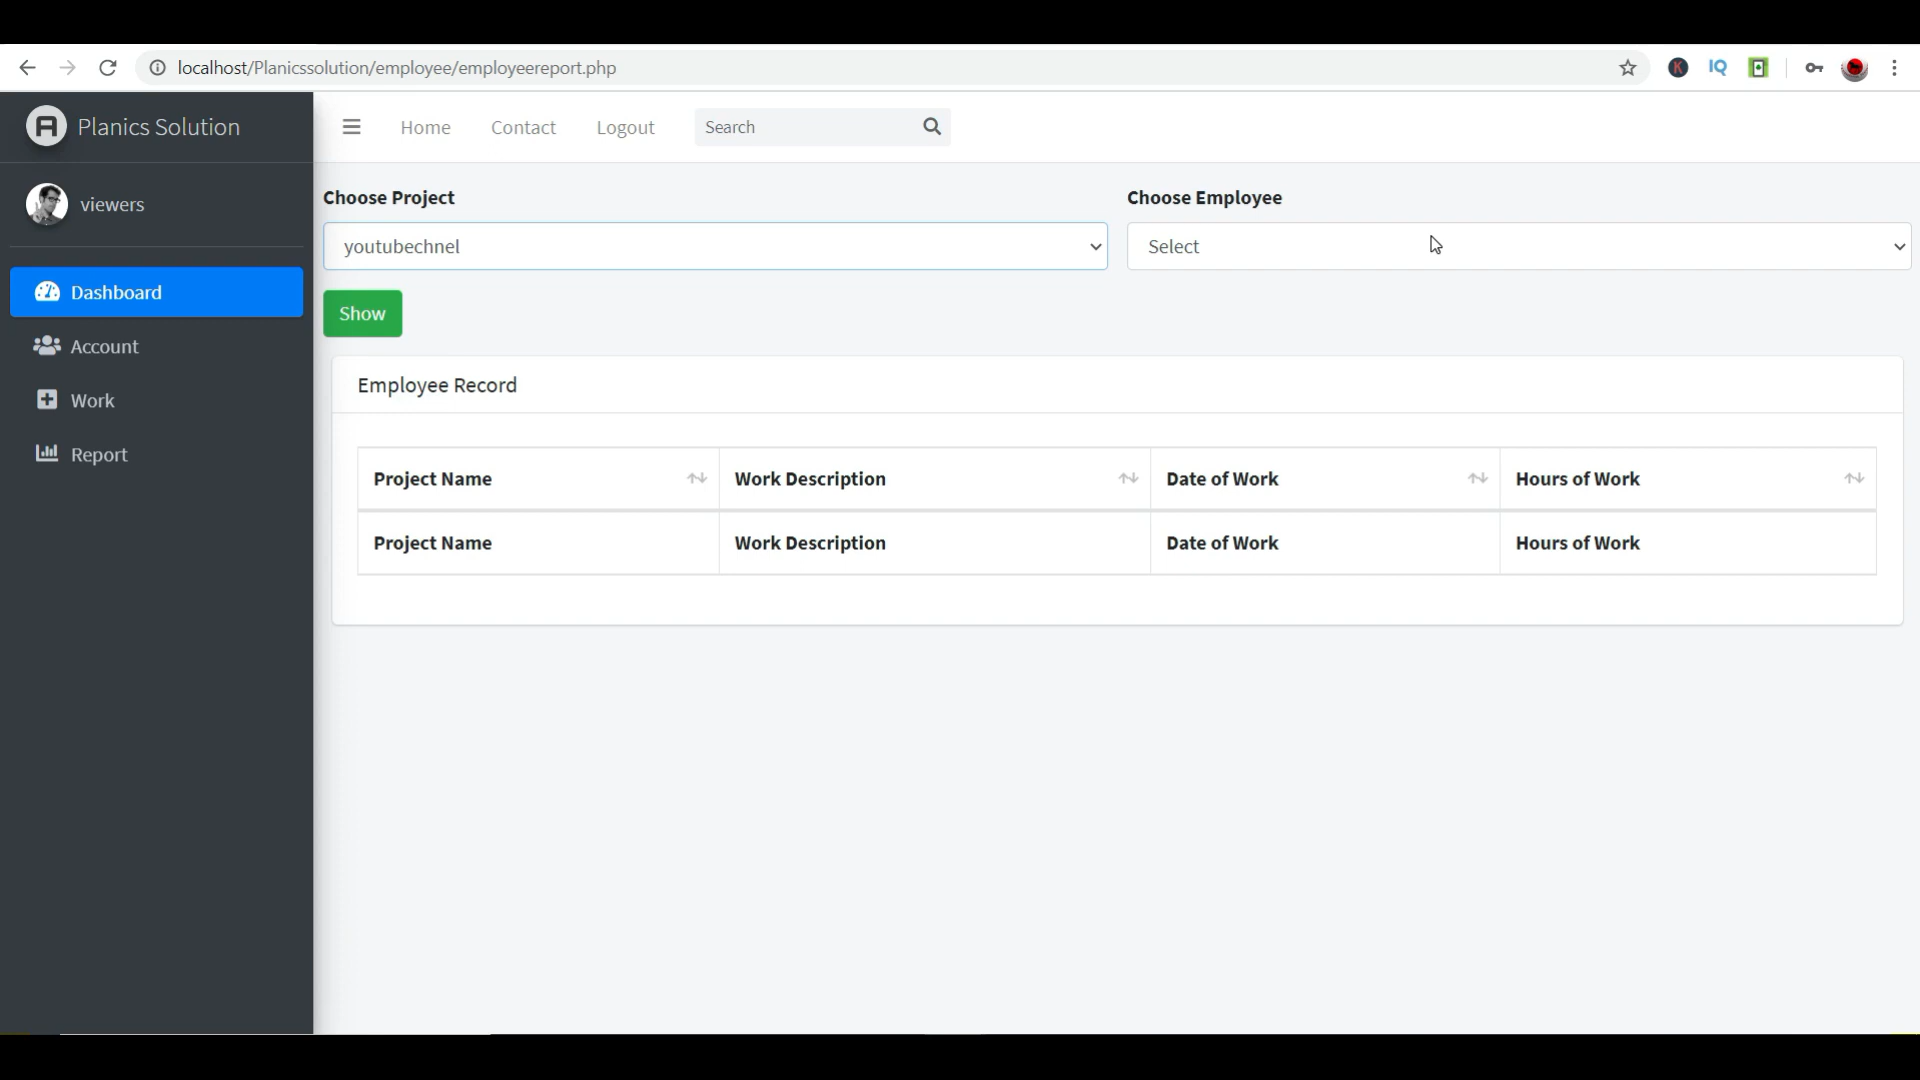 localhost/Planicssolution/employee/employeereport.php
IQ
Planics Solution
Home Contact Logout Search
viewers
Choose Project Choose Employee
youtubechnel Select
Dashboard
Show
Account
Employee Record
Work
Report
Project Name Work Description Date of Work Hours of Work
Project Name Work Description Date of Work Hours of Work